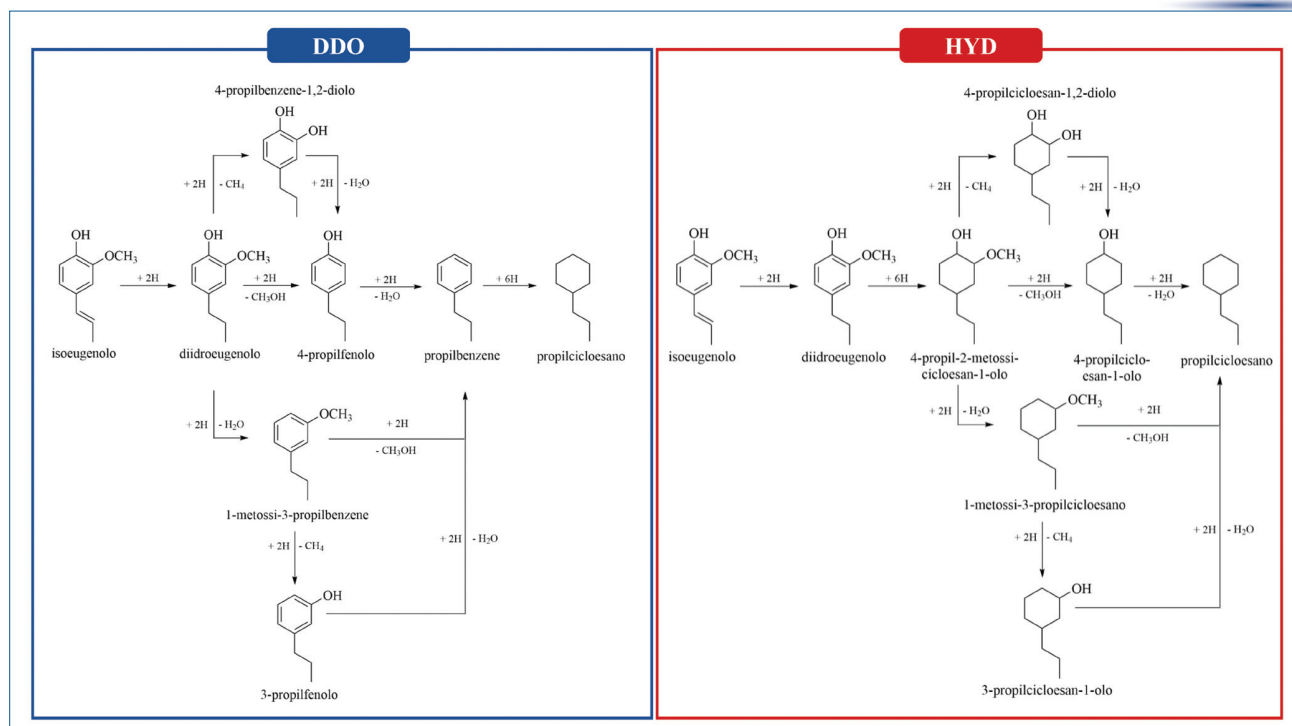 DDO
4-propilbenzene-1,2-diolo
OH
OH
+ 2H
- CH₄
+ 2H
- H₂O
OH
OCH₃
+ 2H
OH
OCH₃
+ 2H
- CH₃OH
OH
+ 2H
- H₂O
+ 6H
isoeugenolo
diidroeugenolo
4-propilfenolo
propilbenzene
propilcicloesano
+ 2H
- H₂O
OCH₃
+ 2H
- CH₃OH
1-metossi-3-propilbenzene
+ 2H
- CH₄
+ 2H
- H₂O
OH
3-propilfenolo
HYD
4-propilcicloesan-1,2-diolo
OH
OH
+ 2H
- CH₄
+ 2H
- H₂O
OH
OCH₃
+ 2H
OH
OCH₃
+ 6H
OH
OCH₃
+ 2H
- CH₃OH
OH
+ 2H
- H₂O
isoeugenolo
diidroeugenolo
4-propil-2-metossi-
cicloesan-1-olo
4-propilciclo-
esan-1-olo
propilcicloesano
+ 2H
- H₂O
OCH₃
+ 2H
- CH₃OH
1-metossi-3-propilcicloesano
+ 2H
- CH₄
+ 2H
- H₂O
OH
3-propilcicloesan-1-olo